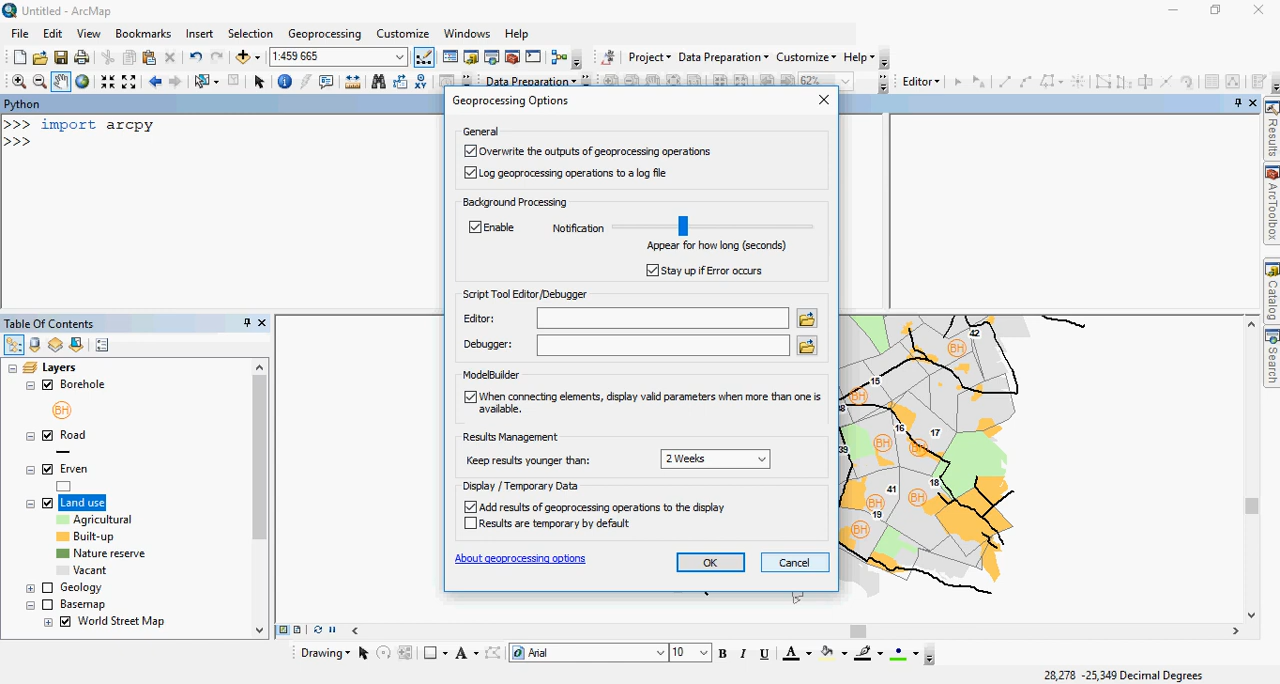 Untitled - ArcMap
File Edit View Bookmarks Insert Selection Geoprocessing Customize Windows Help
1:459 665 Project Data Preparation Customize Help
Data Preparation 62% Editor
Python
>>> import arcpy
>>>
Results
ArcToolbox
Catalog
Search
Geoprocessing Options
General
Overwrite the outputs of geoprocessing operations
Log geoprocessing operations to a log file
Background Processing
Enable Notification
Appear for how long (seconds)
Stay up if Error occurs
Script Tool Editor/Debugger
Editor:
Debugger:
ModelBuilder
When connecting elements, display valid parameters when more than one is
available.
Results Management
Keep results younger than: 2 Weeks
Display / Temporary Data
Add results of geoprocessing operations to the display
Results are temporary by default
About geoprocessing options OK Cancel
Table Of Contents
Layers
Borehole
BH
Road
Erven
Land use
Agricultural
Built-up
Nature reserve
Vacant
Geology
Basemap
World Street Map
42
BH
15
BH
16
17
BH
BH
39
18
41
BH
BH
19
BH
Drawing A Arial 10 B I U A
28,278 -25,349 Decimal Degrees